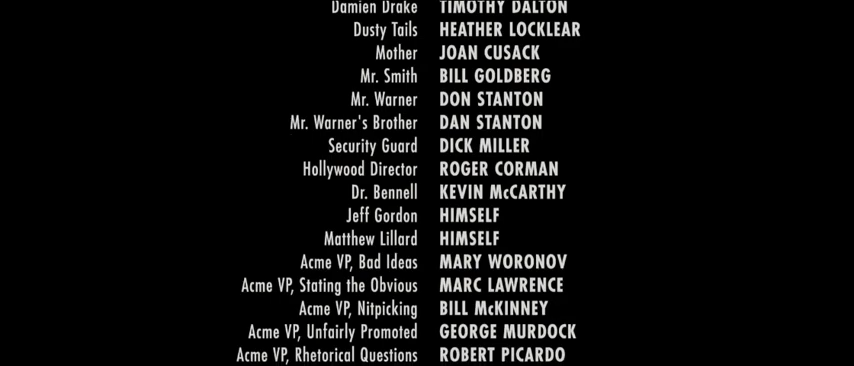 Damien Drake TIMOTHY DALTON
Dusty Tails HEATHER LOCKLEAR
Mother JOAN CUSACK
Mr. Smith BILL GOLDBERG
Mr. Warner DON STANTON
Mr. Warner's Brother DAN STANTON
Security Guard DICK MILLER
Hollywood Director ROGER CORMAN
Dr. Bennell KEVIN McCARTHY
Jeff Gordon HIMSELF
Matthew Lillard HIMSELF
Acme VP, Bad Ideas MARY WORONOV
Acme VP, Stating the Obvious MARC LAWRENCE
Acme VP, Nitpicking BILL McKINNEY
Acme VP, Unfairly Promoted GEORGE MURDOCK
Acme VP, Rhetorical Questions ROBERT PICARDO